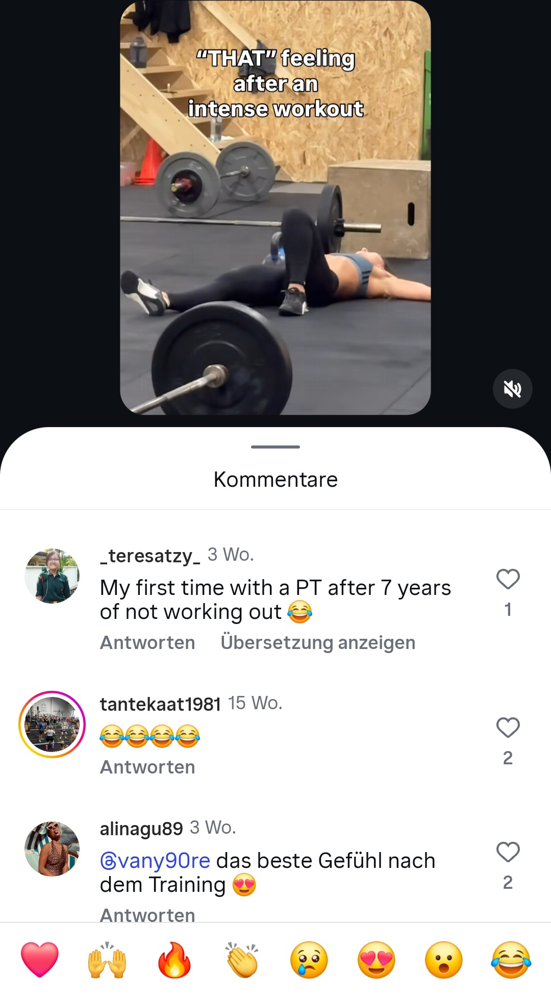 “THAT” feeling
after an
intense workout
Kommentare
_teresatzy_ 3 Wo.
My first time with a PT after 7 years
of not working out 😂
1
Antworten Übersetzung anzeigen
tantekaat1981 15 Wo.
😂😂😂😂
2
Antworten
alinagu89 3 Wo.
@vany90re das beste Gefühl nach
dem Training 😍
2
Antworten